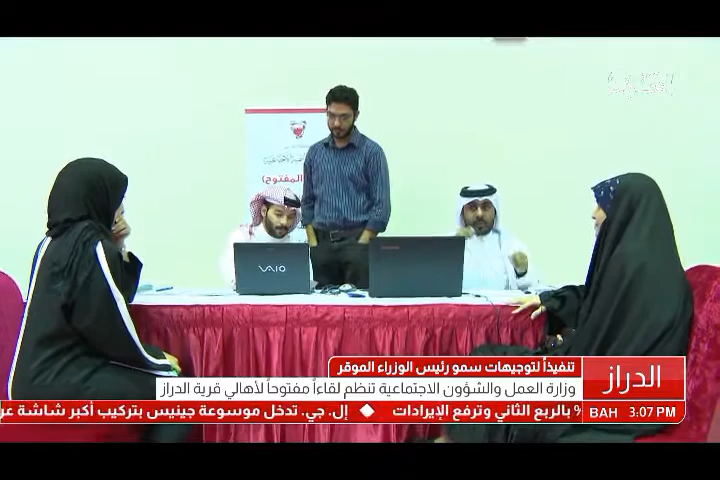 المفتوح)
VAIO
تنفيذاً لتوجيهات سمو رئيس الوزراء الموقر
الدراز
وزارة العمل والشؤون الاجتماعية تنظم لقاءاً مفتوحاً لأهالي قرية الدراز
BAH 3:07 PM
% بالربع الثاني وترفع الإيرادات ◆ إل. جي. تدخل موسوعة جينيس بتركيب أكبر شاشة عر